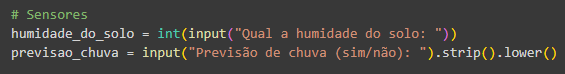 # Sensores
humidade_do_solo = int(input("Qual a humidade do solo: "))
previsao_chuva = input("Previsão de chuva (sim/não): ").strip().lower()